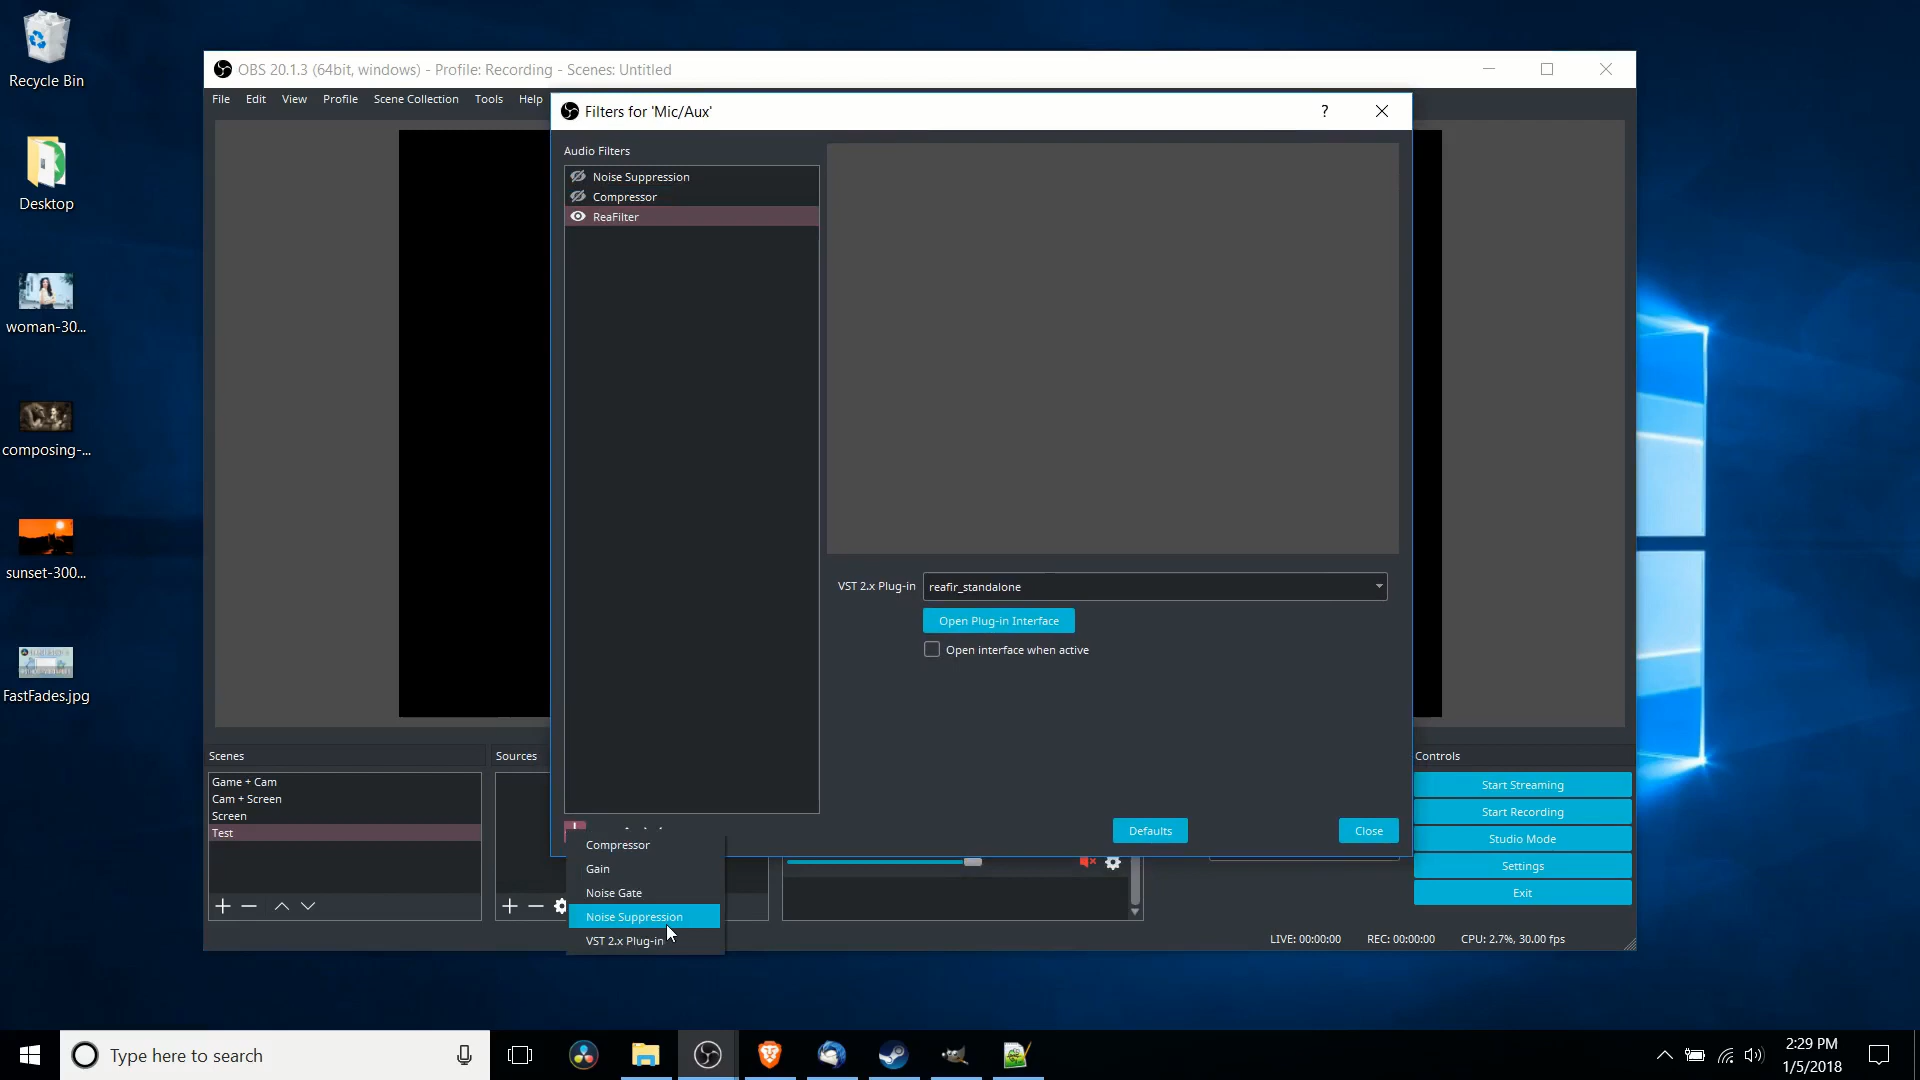 Recycle Bin
Desktop
woman-30...
composing-...
sunset-300...
FastFades.jpg
OBS 20.1.3 (64bit, windows) - Profile: Recording - Scenes: Untitled
File Edit View Profile Scene Collection Tools Help
Filters for 'Mic/Aux'
?
Audio Filters
Noise Suppression
Compressor
ReaFilter
VST 2.x Plug-in reafir_standalone
Open Plug-in Interface
Open interface when active
Defaults
Close
Scenes
Game + Cam
Cam + Screen
Screen
Test
Sources
Compressor
Gain
Noise Gate
Noise Suppression
VST 2.x Plug-in
Controls
Start Streaming
Start Recording
Studio Mode
Settings
Exit
LIVE: 00:00:00 REC: 00:00:00 CPU: 2.7%, 30.00 fps
Type here to search
2:29 PM
1/5/2018